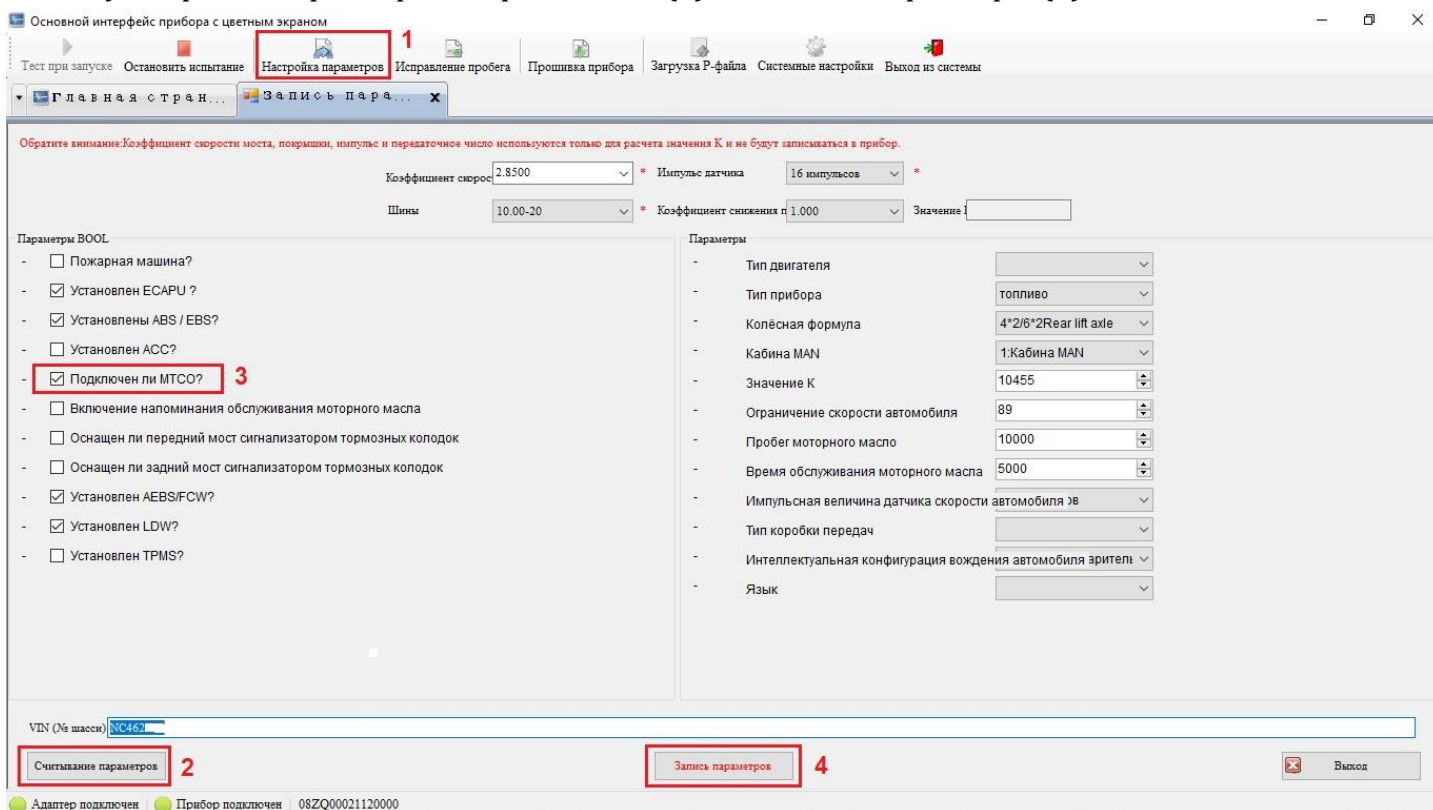 Основной интерфейс прибора с цветным экраном
1
Тест при запуске Остановить испытание Настройка параметров Исправление пробега Прошивка прибора Загрузка Р-файла Системные настройки Выход из системы
Главная стран... Запись пара... x
Обратите внимание:Коэффициент скорости моста, покрышки, импульс и передаточное число используются только для расчета значения К и не будут записываться в прибор.
Коэффициент скорос 2.8500 * Импульс датчика 16 импульсов *
Шины 10.00-20 * Коэффициент снижения п 1.000 Значение
Параметры BOOL Параметры
- Пожарная машина? - Тип двигателя
- Установлен ECAPU ? - Тип прибора топливо
- Установлены ABS / EBS? - Колёсная формула 4*2/6*2Rear lift axle
- Установлен ACC? - Кабина MAN 1:Кабина MAN
- Подключен ли MTCO? 3 - Значение К 10455
- Включение напоминания обслуживания моторного масла - Ограничение скорости автомобиля 89
- Оснащен ли передний мост сигнализатором тормозных колодок - Пробег моторного масло 10000
- Оснащен ли задний мост сигнализатором тормозных колодок - Время обслуживания моторного масла 5000
- Установлен AEBS/FCW? - Импульсная величина датчика скорости автомобиля ов
- Установлен LDW? - Тип коробки передач
- Установлен TPMS? - Интеллектуальная конфигурация вождения автомобиля зритель
- Язык
VIN (№ шасси) NC462
Считывание параметров 2 Запись параметров 4 Выход
Адаптер подключен Прибор подключен 08ZQ00021120000